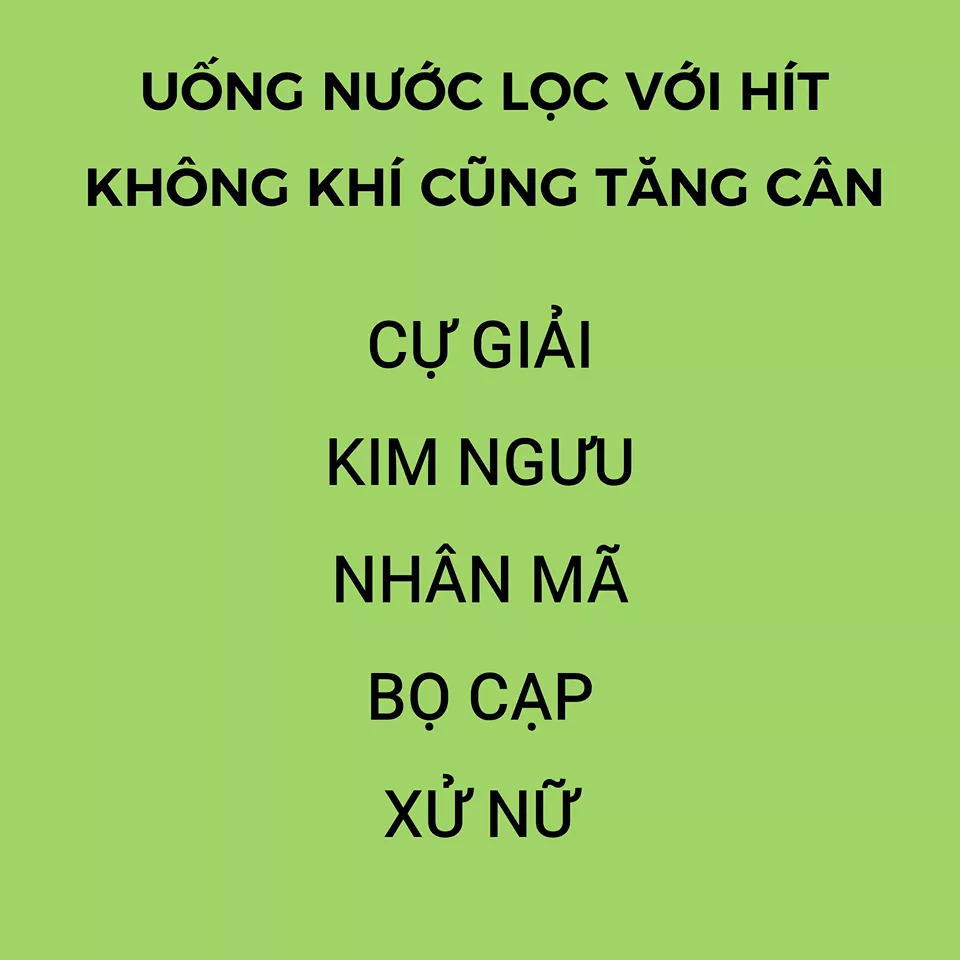 UỐNG NƯỚC LỌC VỚI HÍT
KHÔNG KHÍ CŨNG TĂNG CÂN
CỰ GIẢI
KIM NGƯU
NHÂN MÃ
BỌ CẠP
XỬ NỮ